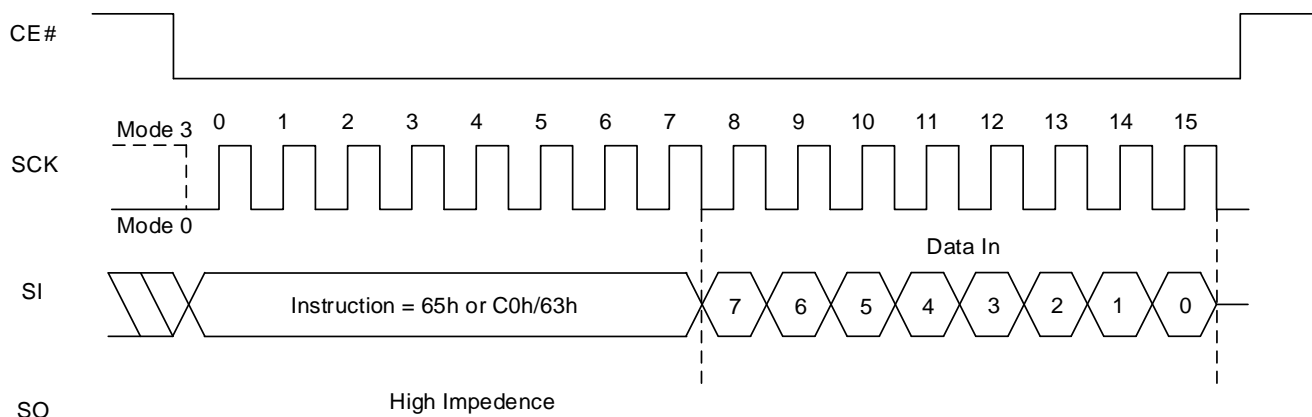 CE#
Mode 3 0 1 2 3 4 5 6 7 8 9 10 11 12 13 14 15
SCK
Mode 0
Data In
SI
Instruction = 65h or C0h/63h 7 6 5 4 3 2 1 0
High Impedence
SO